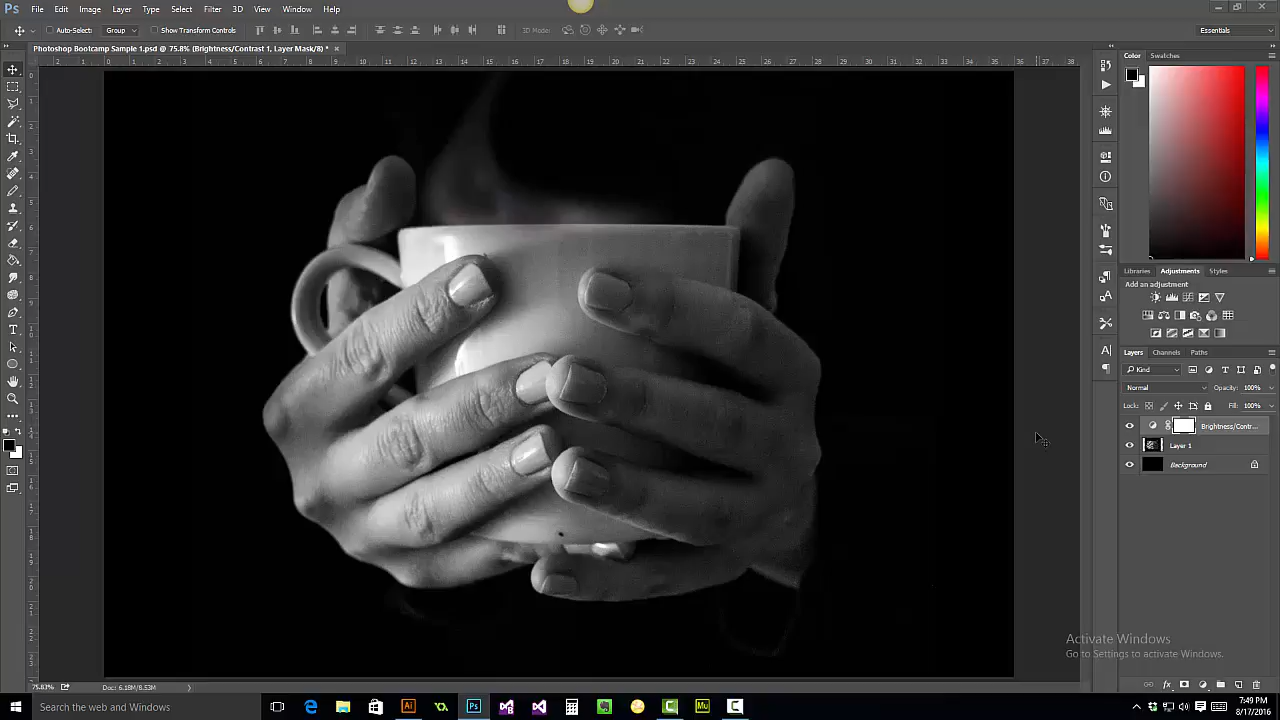 Ps File Edit Image Layer Type Select Filter 3D View Window Help
Auto-Select: Group Show Transform Controls 3D Mode: Essentials
Photoshop Bootcamp Sample 1.psd @ 75.8% (Brightness/Contrast 1, Layer Mask/8) * ×
Color Swatches
Libraries Adjustments Styles
Add an adjustment
Layers Channels Paths
Kind
Normal Opacity: 100%
Lock: Fill: 100%
Brightness/Contr...
Layer 1
Background
Activate Windows
Go to Settings to activate Windows.
75.83% Doc: 6.18M/8.53M
Search the web and Windows
7:49 PM
8/17/2016